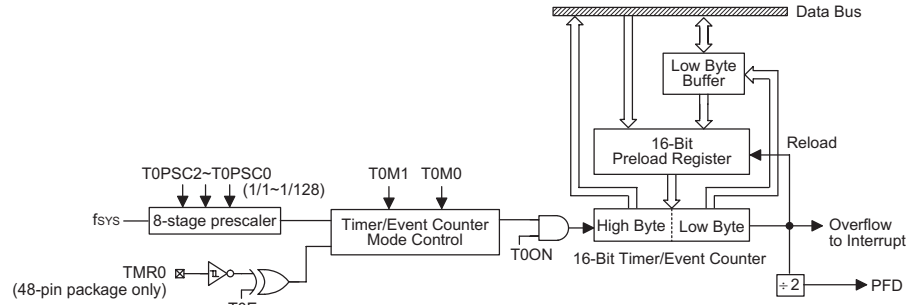 Data Bus
Low Byte
Buffer
16-Bit
Preload Register
Reload
T0PSC2~T0PSC0
(1/1~1/128)
T0M1
T0M0
fSYS
8-stage prescaler
Timer/Event Counter
Mode Control
T0ON
High Byte
Low Byte
Overflow
to Interrupt
16-Bit Timer/Event Counter
TMR0
(48-pin package only)
÷2
PFD